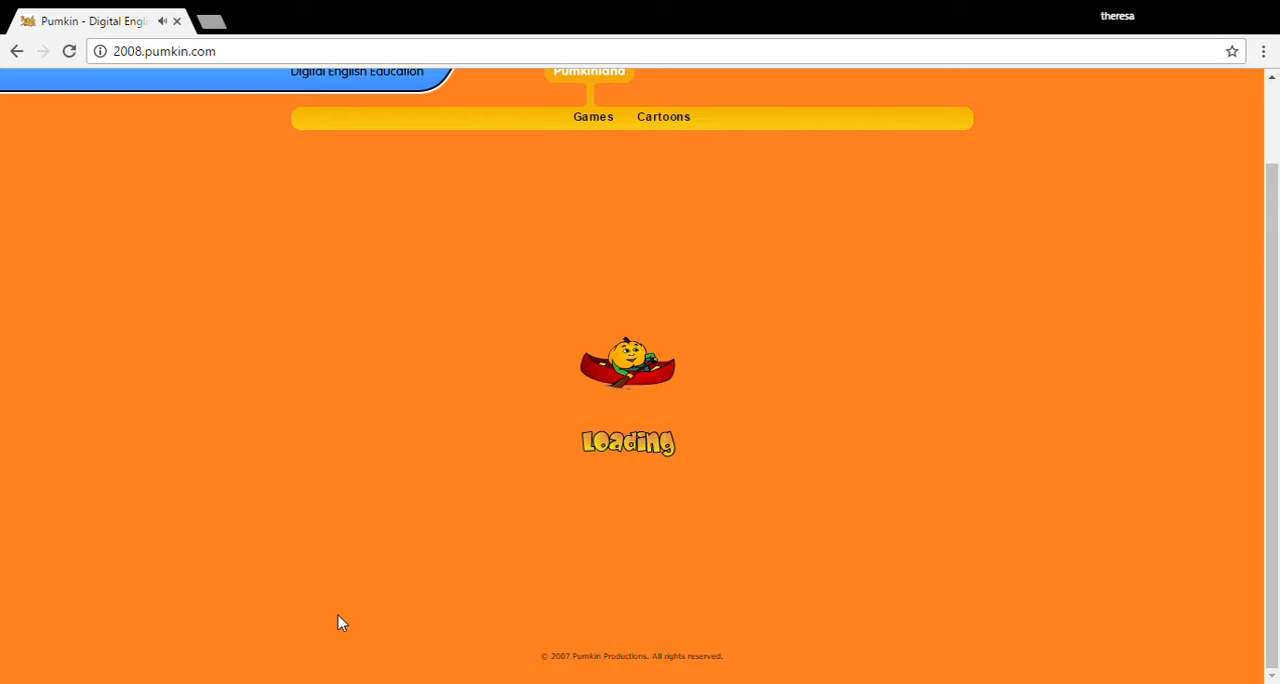 Pumkin - Digital Engli
theresa
2008.pumkin.com
Digital English Education
Pumkinland
Games Cartoons
Loading
© 2007 Pumkin Productions. All rights reserved.